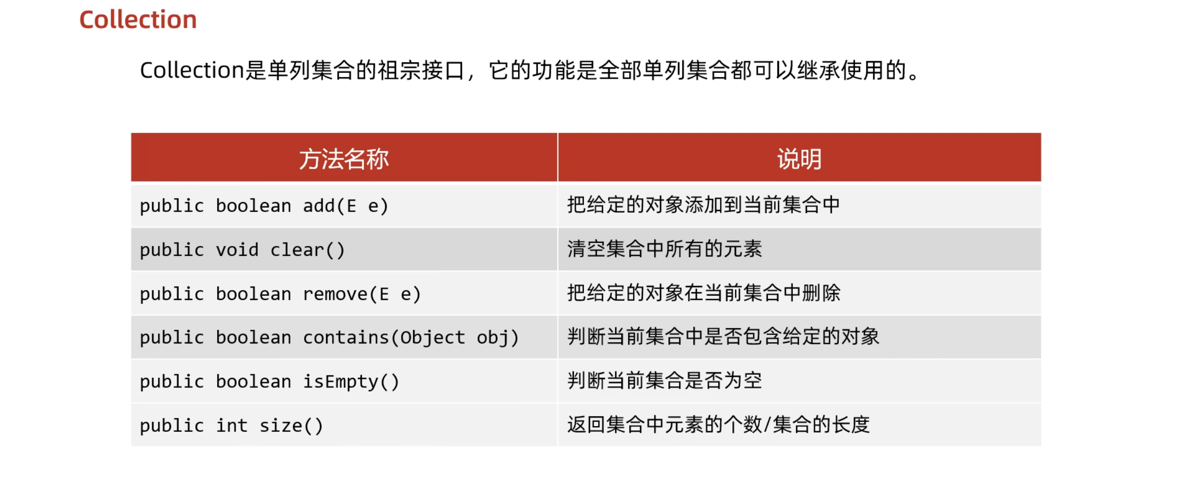 Collection
Collection是单列集合的祖宗接口，它的功能是全部单列集合都可以继承使用的。
方法名称 说明
public boolean add(E e) 把给定的对象添加到当前集合中
public void clear() 清空集合中所有的元素
public boolean remove(E e) 把给定的对象在当前集合中删除
public boolean contains(Object obj) 判断当前集合中是否包含给定的对象
public boolean isEmpty() 判断当前集合是否为空
public int size() 返回集合中元素的个数/集合的长度